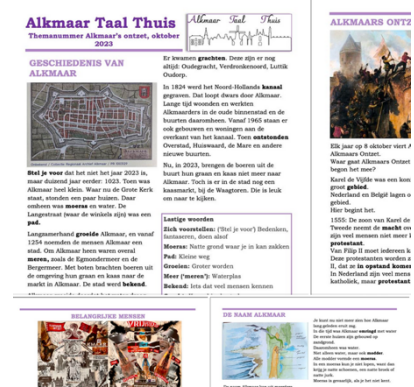 Alkmaar Taal Thuis
Themanummer Alkmaar's ontzet, oktober
2023
Alkmaar Taal Thuis
GESCHIEDENIS VAN
ALKMAAR
Stel je voor dat het niet het jaar 2023 is,
maar duizend jaar eerder: 1023. Toen was
Alkmaar heel klein. Waar nu de Grote Kerk
staat, stonden een paar huizen. Daar
omheen was moeras en water. De
Langestraat (waar de winkels zijn) was een
pad.
Langzamerhand groeide Alkmaar, en vanaf
1254 noemden de mensen Alkmaar een
stad. Om Alkmaar heen waren overal
meren, zoals de Egmondermeer en de
Bergermeer. Met boten brachten boeren uit
de omgeving hun graan en kaas naar de
markt in Alkmaar. De stad werd bekend.
Er kwamen grachten. Deze zijn er nog
altijd: Oudegracht, Verdronkenoord, Luttik
Oudorp.
In 1824 werd het Noord-Hollands kanaal
gegraven. Dat loopt dwars door Alkmaar.
Lange tijd woonden en werkten
Alkmaarders in de oude binnenstad en de
buurten daaromheen. Vanaf 1965 staan er
ook gebouwen en woningen aan de
overkant van het kanaal. Toen ontstonden
Overstad, Huiswaard, de Mare en andere
nieuwe buurten.
Nu, in 2023, brengen de boeren uit de
buurt hun graan en kaas niet meer naar
Alkmaar. Toch is er in de stad nog een
kaasmarkt, bij de Waagtoren. Die is leuk
om naar te kijken.
Lastige woorden
Zich voorstellen: ('Stel je voor') Bedenken,
fantaseren, doen alsof
Moeras: Natte grond waar je in kan zakken
Pad: Kleine weg
Groeien: Groter worden
Meer ('meren'): Waterplas
Bekend: Iets dat veel mensen kennen
ALKMAARS ONTZ
Elk jaar op 8 oktober viert A
Alkmaars Ontzet.
Waar gaat Alkmaars Ontzet
begon het mee?
Karel de Vijfde was een kon
groot gebied.
Nederland en België lagen o
gebied.
Hier begint het.
1555: De zoon van Karel de
Tweede neemt de macht ov
zijn veel mensen niet meer
protestant.
Van Filip II moet iedereen k
Deze protestanten worden z
II, dat ze in opstand komen
in Nederland zijn veel mens
katholiek, maar protestant
BELANGRIJKE MENSEN
DE NAAM ALKMAAR